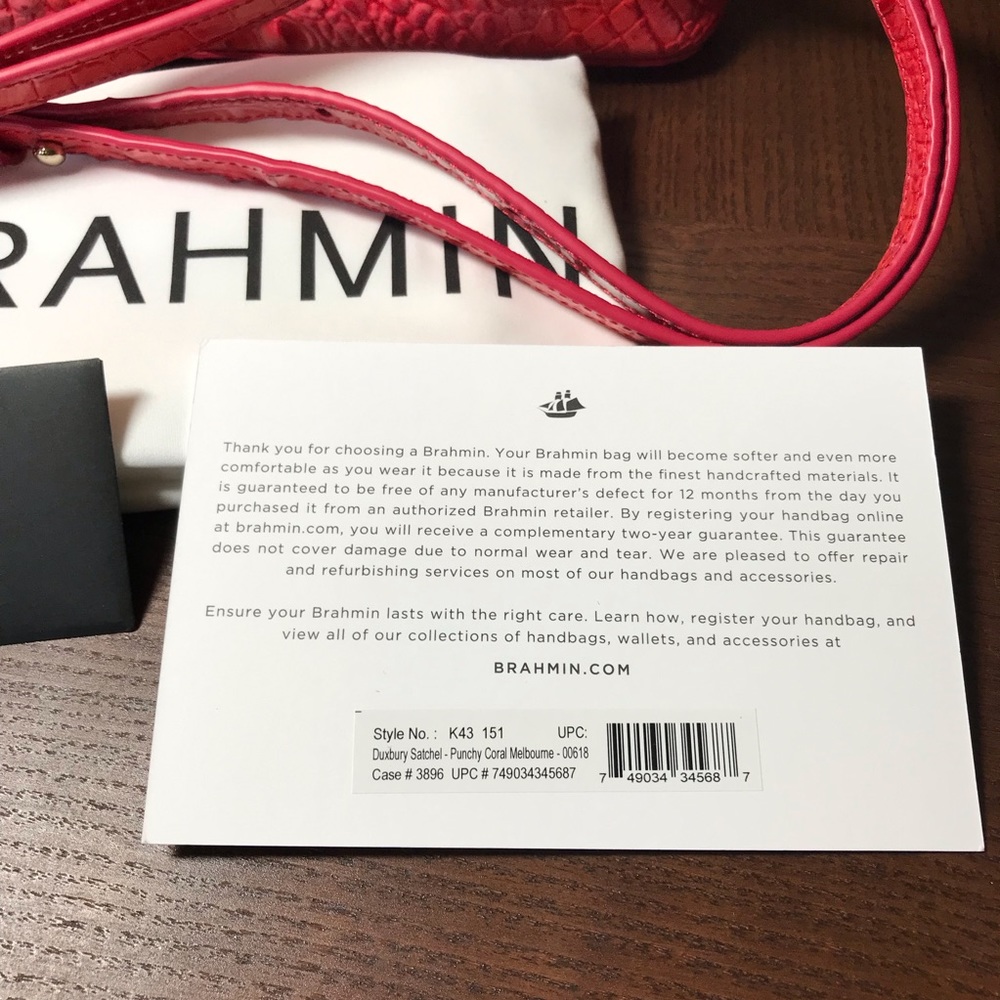 RAHMIN
Thank you for choosing a Brahmin. Your Brahmin bag will become softer and even more
comfortable as you wear it because it is made from the finest handcrafted materials. It
is guaranteed to be free of any manufacturer's defect for 12 months from the day you
purchased it from an authorized Brahmin retailer. By registering your handbag online
at brahmin.com, you will receive a complementary two-year guarantee. This guarantee
does not cover damage due to normal wear and tear. We are pleased to offer repair
and refurbishing services on most of our handbags and accessories.
Ensure your Brahmin lasts with the right care. Learn how, register your handbag, and
view all of our collections of handbags, wallets, and accessories at
BRAHMIN.COM
Style No. : K43 151 UPC:
Duxbury Satchel - Punchy Coral Melbourne - 00618
Case # 3896 UPC # 749034345687
7 49034 34568 7